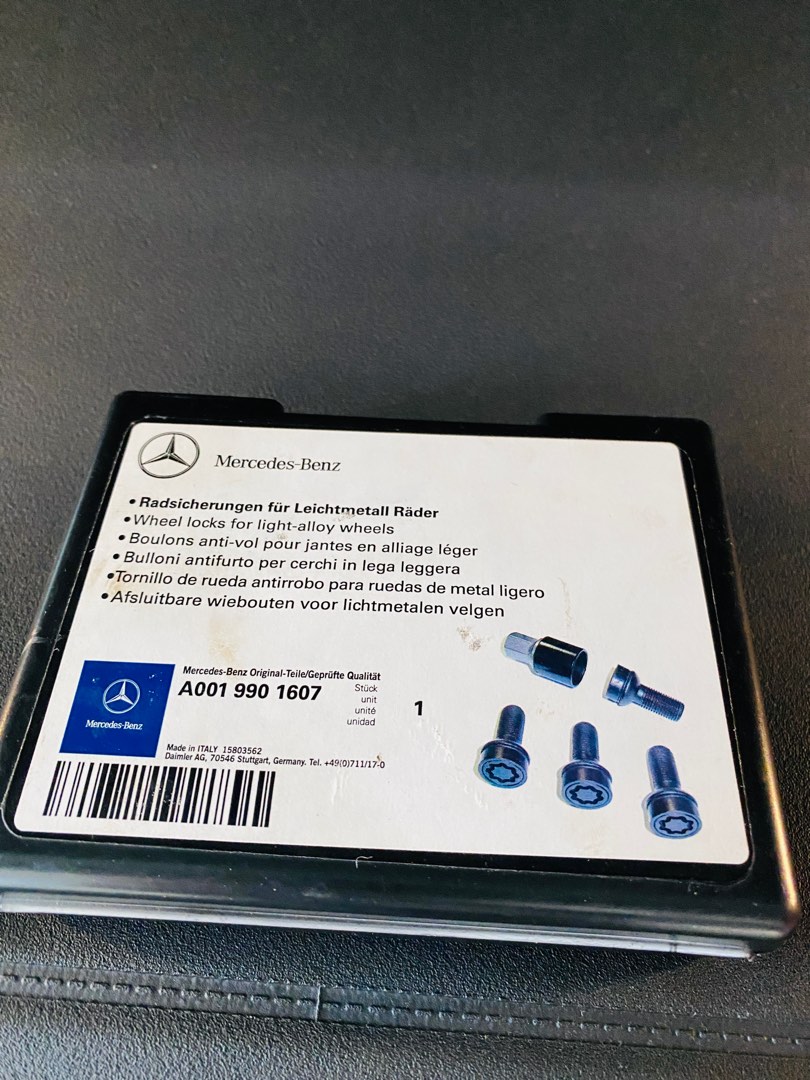 Mercedes-Benz
• Radsicherungen für Leichtmetall Räder
• Wheel locks for light-alloy wheels
• Boulons anti-vol pour jantes en alliage léger
• Bulloni antifurto per cerchi in lega leggera
• Tornillo de rueda antirrobo para ruedas de metal ligero
• Afsluitbare wiebouten voor lichtmetalen velgen
Mercedes-Benz
Mercedes-Benz Original-Teile/Geprüfte Qualität
A001 990 1607
Stück
unit
unité
unidad
1
Made in ITALY 15803562
Daimler AG, 70546 Stuttgart, Germany. Tel. +49(0)711/17-0